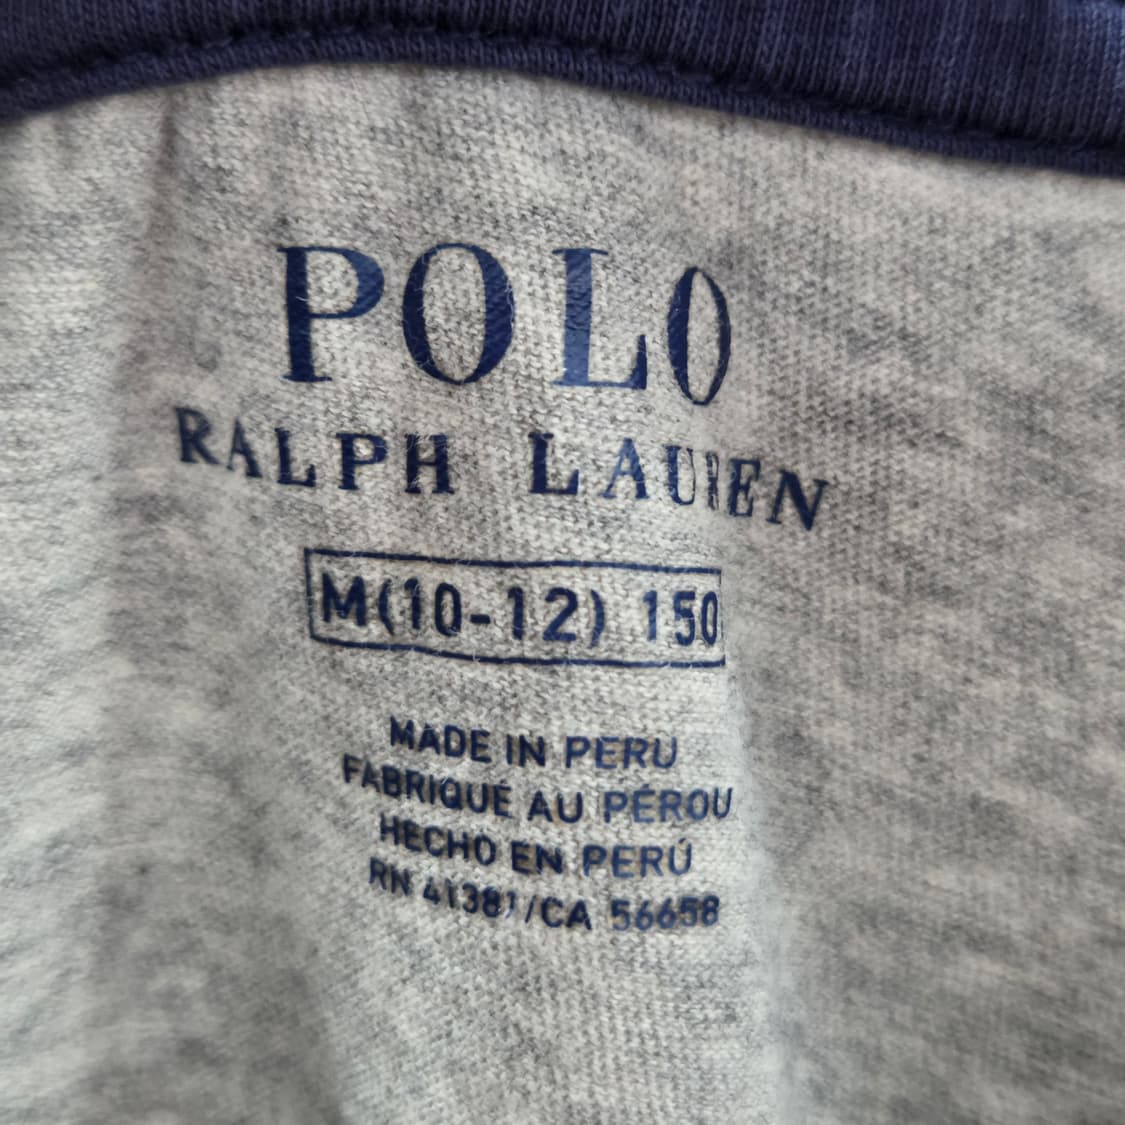 POLO
RALPH LAUREN
M(10-12) 150
MADE IN PERU
FABRIQUÉ AU PÉROU
HECHO EN PERÚ
RN 41381/CA 56658